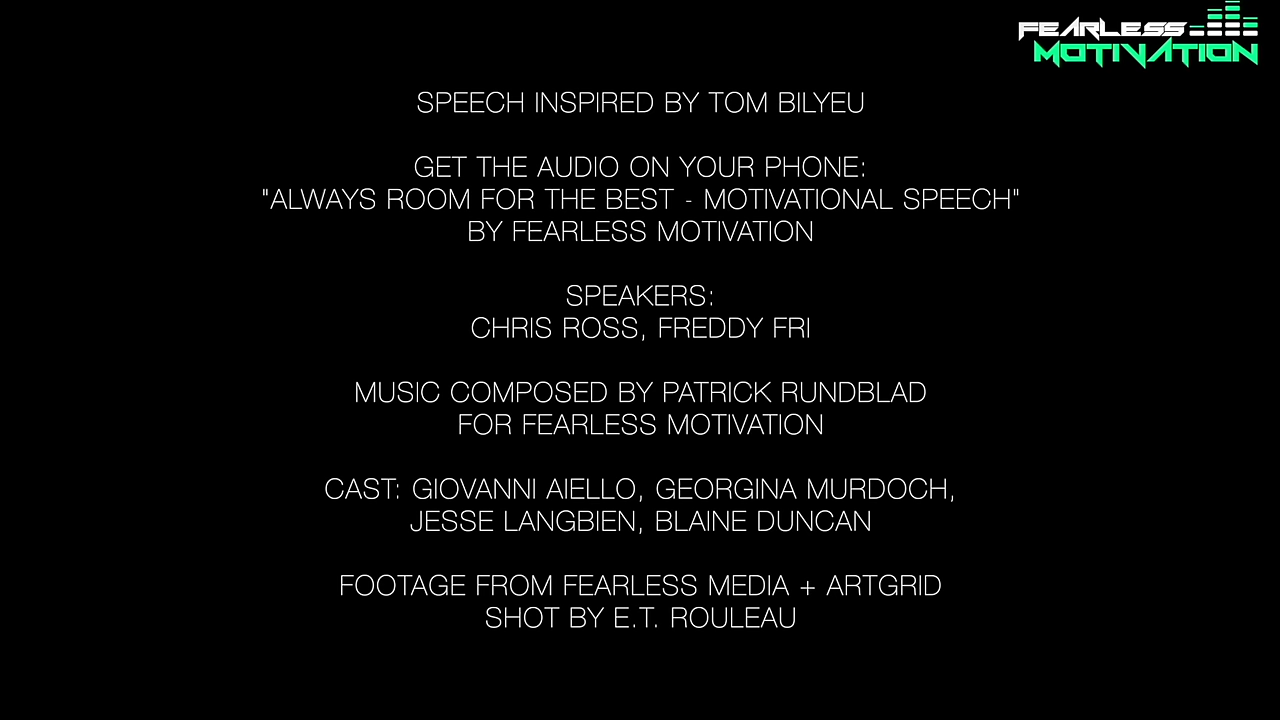 FEARLESS
MOTIVATION
SPEECH INSPIRED BY TOM BILYEU
GET THE AUDIO ON YOUR PHONE:
"ALWAYS ROOM FOR THE BEST - MOTIVATIONAL SPEECH"
BY FEARLESS MOTIVATION
SPEAKERS:
CHRIS ROSS, FREDDY FRI
MUSIC COMPOSED BY PATRICK RUNDBLAD
FOR FEARLESS MOTIVATION
CAST: GIOVANNI AIELLO, GEORGINA MURDOCH,
JESSE LANGBIEN, BLAINE DUNCAN
FOOTAGE FROM FEARLESS MEDIA + ARTGRID
SHOT BY E.T. ROULEAU